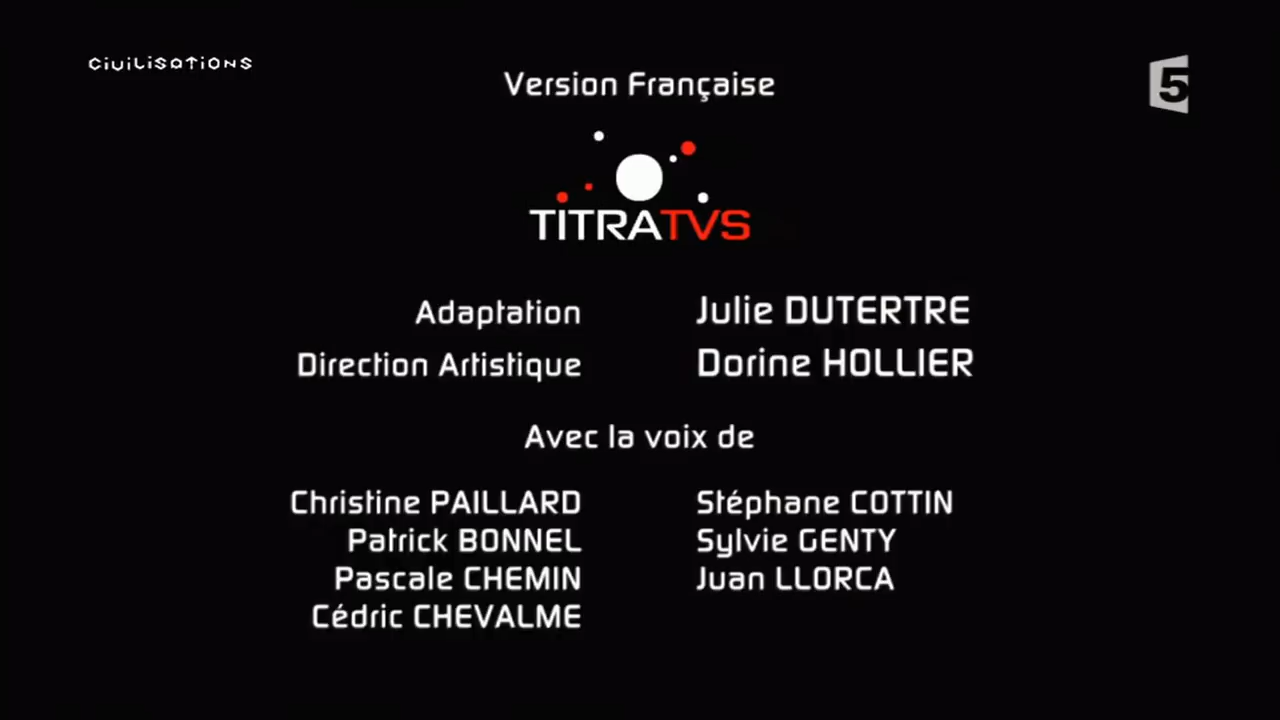 CIVILISATIONS
5
Version Française
TITRATVS
Adaptation Julie DUTERTRE
Direction Artistique Dorine HOLLIER
Avec la voix de
Christine PAILLARD Stéphane COTTIN
Patrick BONNEL Sylvie GENTY
Pascale CHEMIN Juan LLORCA
Cédric CHEVALME